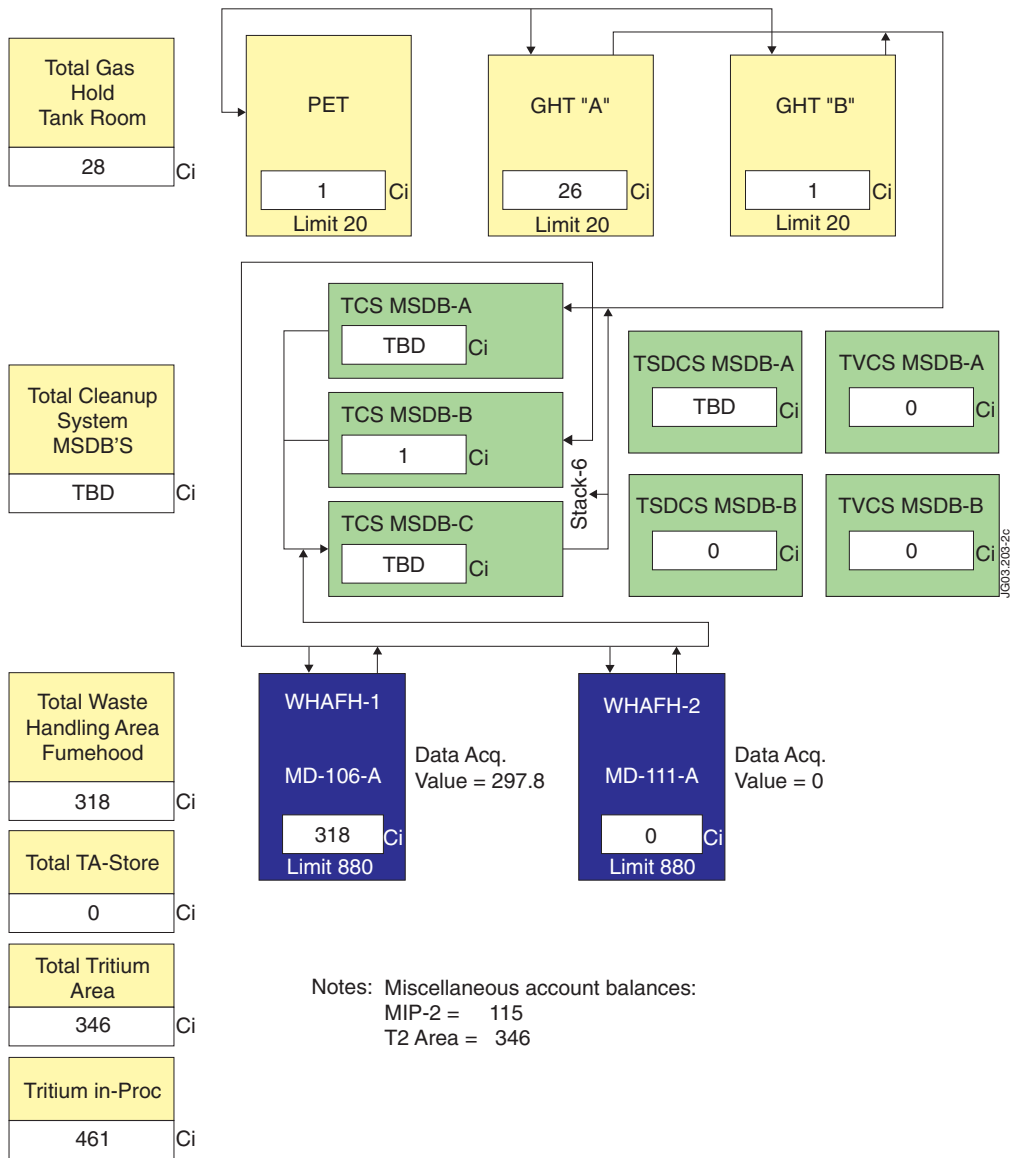 Total Gas
Hold
Tank Room
28 Ci
PET
1 Ci
Limit 20
GHT "A"
26 Ci
Limit 20
GHT "B"
1 Ci
Limit 20
Total Cleanup
System
MSDB'S
TBD Ci
TCS MSDB-A
TBD Ci
TCS MSDB-B
1 Ci
TCS MSDB-C
TBD Ci
Stack-6
TSDCS MSDB-A
TBD Ci
TVCS MSDB-A
0 Ci
TSDCS MSDB-B
0 Ci
TVCS MSDB-B
0 Ci
JG03.203-2c
Total Waste
Handling Area
Fumehood
318 Ci
WHAFH-1
MD-106-A
318 Ci
Limit 880
Data Acq.
Value = 297.8
WHAFH-2
MD-111-A
0 Ci
Limit 880
Data Acq.
Value = 0
Total TA-Store
0 Ci
Total Tritium
Area
346 Ci
Notes: Miscellaneous account balances:
MIP-2 = 115
T2 Area = 346
Tritium in-Proc
461 Ci